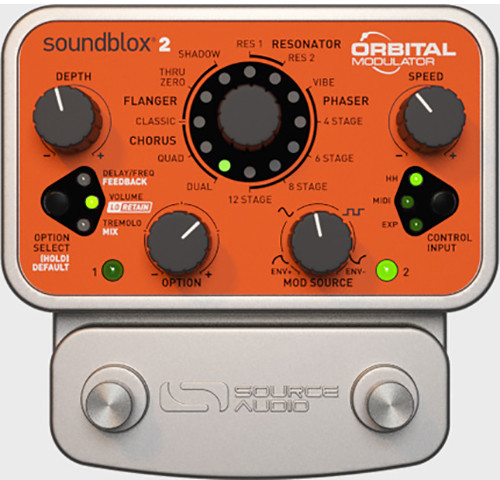 soundblox® 2
ORBITAL
MODULATOR
DEPTH
SPEED
SHADOW
RES 1
RESONATOR
RES 2
THRU
ZERO
VIBE
FLANGER
PHASER
CLASSIC
4 STAGE
CHORUS
QUAD
6 STAGE
DUAL
8 STAGE
12 STAGE
- +
- +
DELAY/FREQ
FEEDBACK
VOLUME
LO RETAIN
TREMOLO
MIX
OPTION
SELECT
(HOLD)
DEFAULT
HH
MIDI
EXP
CONTROL
INPUT
1
- +
OPTION
ENV+
ENV-
MOD SOURCE
2
SOURCE
AUDIO